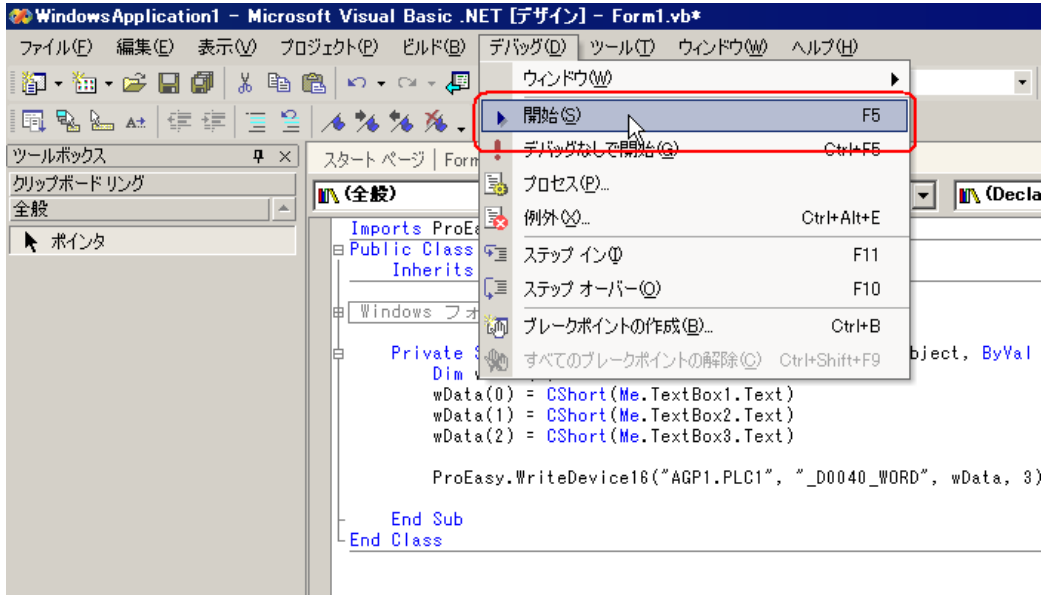 WindowsApplication1 - Microsoft Visual Basic .NET [デザイン] - Form1.vb*
ファイル(F) 編集(E) 表示(V) プロジェクト(P) ビルド(B) デバッグ(D) ツール(T) ウィンドウ(W) ヘルプ(H)
ウィンドウ(W)
開始(S) F5
デバッグなしで開始(G) Ctrl+F5
プロセス(P)...
例外(X)... Ctrl+Alt+E
ステップ イン(I) F11
ステップ オーバー(O) F10
ブレークポイントの作成(B)... Ctrl+B
すべてのブレークポイントの解除(C) Ctrl+Shift+F9
ツールボックス
クリップボード リング
全般
ポインタ
スタート ページ Form
(全般) (Decla
Imports ProEa
Public Class
Inherits
Windows フォ
Private bject, ByVal
Dim
wData(0) = CShort(Me.TextBox1.Text)
wData(1) = CShort(Me.TextBox2.Text)
wData(2) = CShort(Me.TextBox3.Text)
ProEasy.WriteDevice16("AGP1.PLC1", "_D0040_WORD", wData, 3)
End Sub
End Class